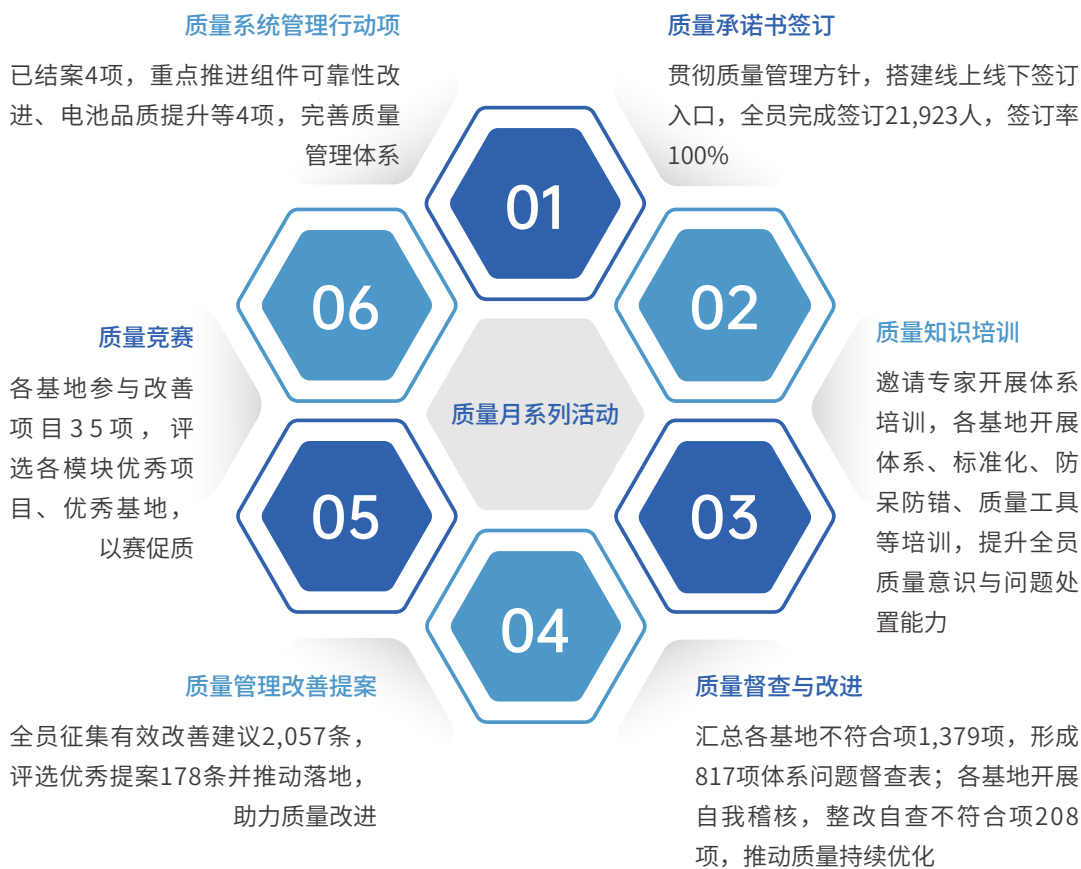 质量系统管理行动项
已结案4项，重点推进组件可靠性改
进、电池品质提升等4项，完善质量
管理体系
质量承诺书签订
贯彻质量管理方针，搭建线上线下签订
入口，全员完成签订21,923人，签订率
100%
01
06
02
质量竞赛
各基地参与改善
项目35项，评
选各模块优秀项
目、优秀基地，
以赛促质
质量月系列活动
质量知识培训
邀请专家开展体系
培训，各基地开展
体系、标准化、防
呆防错、质量工具
等培训，提升全员
质量意识与问题处
置能力
05
03
04
质量管理改善提案
全员征集有效改善建议2,057条，
评选优秀提案178条并推动落地，
助力质量改进
质量督查与改进
汇总各基地不符合项1,379项，形成
817项体系问题督查表；各基地开展
自我稽核，整改自查不符合项208
项，推动质量持续优化